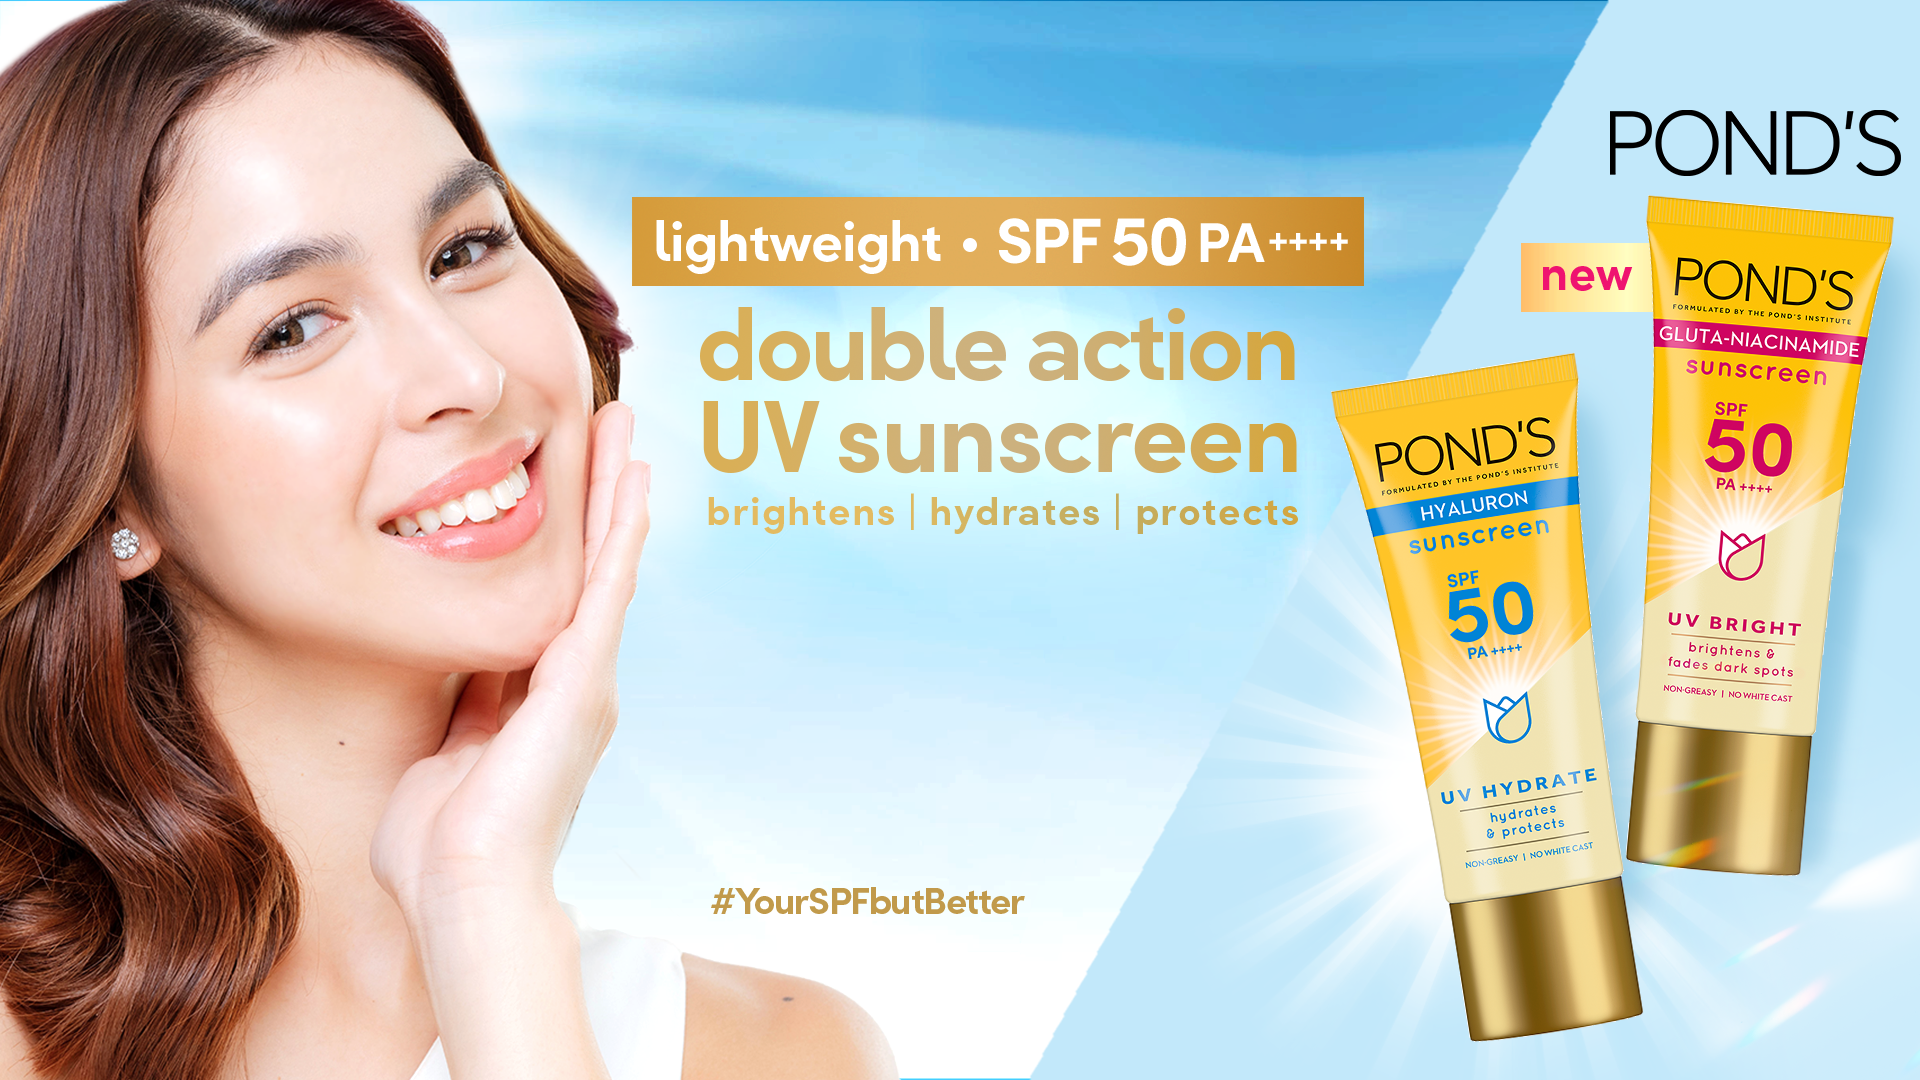 lightweight • SPF 50 PA++++
double action
UV sunscreen
brightens | hydrates | protects
#YourSPFbutBetter
POND'S
new
POND'S
FORMULATED BY THE POND'S INSTITUTE
GLUTA-NIACINAMIDE
sunscreen
SPF
50
PA ++++
UV BRIGHT
brightens &
fades dark spots
NON-GREASY | NO WHITE CAST
POND'S
FORMULATED BY THE POND'S INSTITUTE
HYALURON
sunscreen
SPF
50
PA ++++
UV HYDRATE
hydrates
& protects
NON-GREASY | NO WHITE CAST